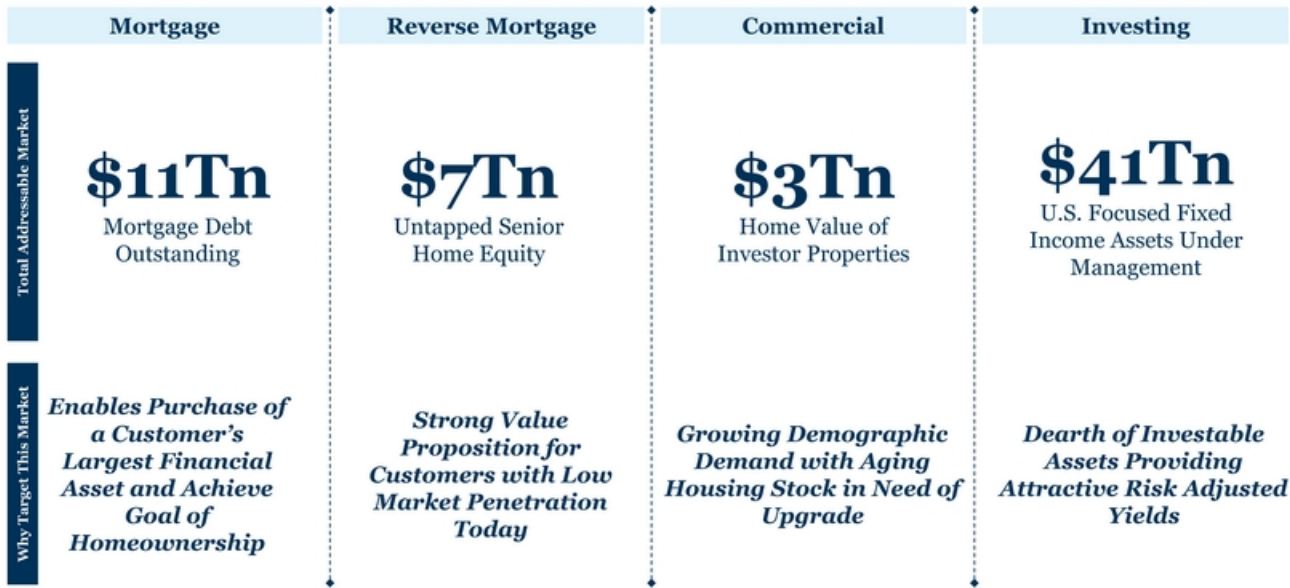 Mortgage
Reverse Mortgage
Commercial
Investing
Total Addressable Market
$11Tn
Mortgage Debt
Outstanding
$7Tn
Untapped Senior
Home Equity
$3Tn
Home Value of
Investor Properties
$41Tn
U.S. Focused Fixed
Income Assets Under
Management
Why Target This Market
Enables Purchase of
a Customer’s
Largest Financial
Asset and Achieve
Goal of
Homeownership
Strong Value
Proposition for
Customers with Low
Market Penetration
Today
Growing Demographic
Demand with Aging
Housing Stock in Need of
Upgrade
Dearth of Investable
Assets Providing
Attractive Risk Adjusted
Yields